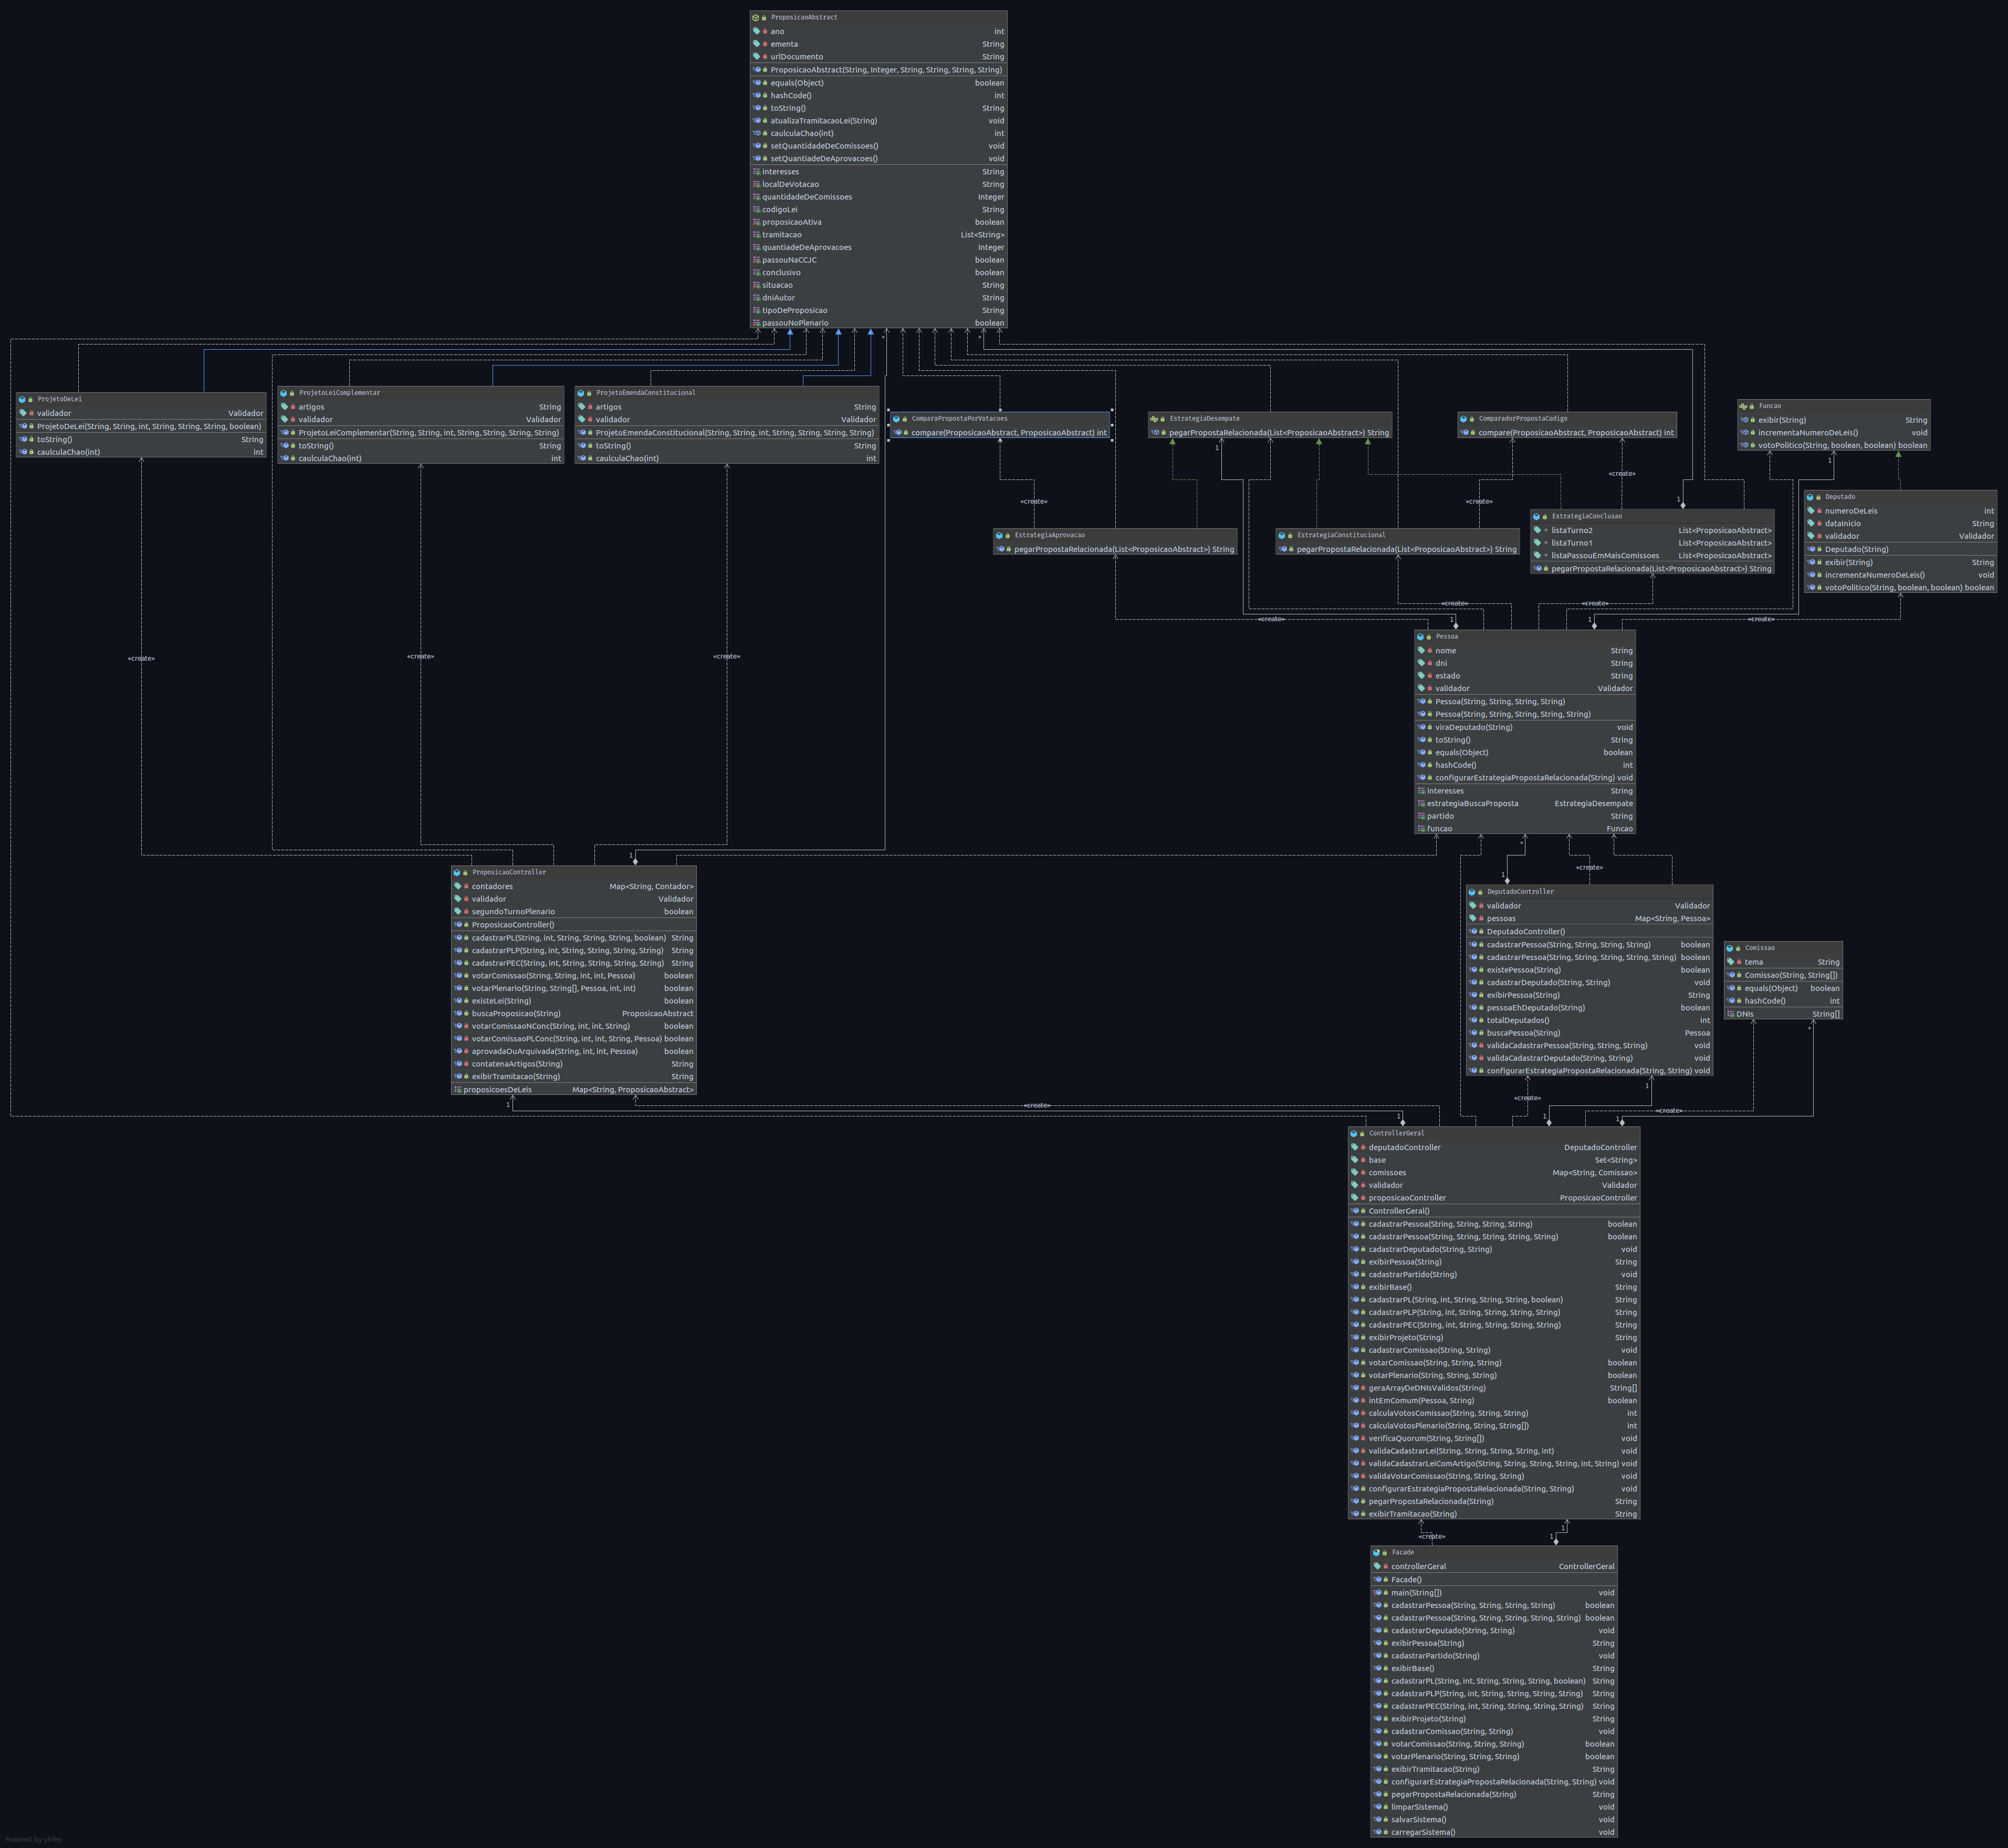 ProposicaoAbstract
ano int
ementa String
urlDocumento String
ProposicaoAbstract(String, Integer, String, String, String, String)
equals(Object) boolean
hashCode() int
toString() String
atualizaTramitacaoLei(String) void
caulculaChao(int) int
setQuantidadeDeComissoes() void
setQuantiadeDeAprovacoes() void
interesses String
localDeVotacao String
quantidadeDeComissoes Integer
codigoLei String
proposicaoAtiva boolean
tramitacao List<String>
quantiadeDeAprovacoes Integer
passouNaCCJC boolean
conclusivo boolean
situacao String
dniAutor String
tipoDeProposicao String
passouNoPlenario boolean
*
*
ProjetoDeLei
validador Validador
ProjetoDeLei(String, String, int, String, String, String, boolean)
toString() String
caulculaChao(int) int
ProjetoLeiComplementar
artigos String
validador Validador
ProjetoLeiComplementar(String, String, int, String, String, String, String)
toString() String
caulculaChao(int) int
ProjetoEmendaConstitucional
artigos String
validador Validador
ProjetoEmendaConstitucional(String, String, int, String, String, String, String)
toString() String
caulculaChao(int) int
ComparaPropostaPorVotacoes
compare(ProposicaoAbstract, ProposicaoAbstract) int
EstrategiaDesempate
pegarPropostaRelacionada(List<ProposicaoAbstract>) String
ComparadorPropostaCodigo
compare(ProposicaoAbstract, ProposicaoAbstract) int
Funcao
exibir(String) String
incrementaNumeroDeLeis() void
votoPolitico(String, boolean, boolean) boolean
1
1
«create»
«create»
«create»
1
Deputado
numeroDeLeis int
dataInicio String
validador Validador
Deputado(String)
exibir(String) String
incrementaNumeroDeLeis() void
votoPolitico(String, boolean, boolean) boolean
EstrategiaAprovacao
pegarPropostaRelacionada(List<ProposicaoAbstract>) String
EstrategiaConstitucional
pegarPropostaRelacionada(List<ProposicaoAbstract>) String
EstrategiaConclusao
listaTurno2 List<ProposicaoAbstract>
listaTurno1 List<ProposicaoAbstract>
listaPassouEmMaisComissoes List<ProposicaoAbstract>
pegarPropostaRelacionada(List<ProposicaoAbstract>) String
«create»
«create»
«create»
1
1
«create»
Pessoa
nome String
dni String
estado String
validador Validador
Pessoa(String, String, String, String)
Pessoa(String, String, String, String, String)
viraDeputado(String) void
toString() String
equals(Object) boolean
hashCode() int
configurarEstrategiaPropostaRelacionada(String) void
interesses String
estrategiaBuscaProposta EstrategiaDesempate
partido String
funcao Funcao
«create»
«create»
«create»
1
*
1
«create»
ProposicaoController
contadores Map<String, Contador>
validador Validador
segundoTurnoPlenario boolean
ProposicaoController()
cadastrarPL(String, int, String, String, String, boolean) String
cadastrarPLP(String, int, String, String, String, String) String
cadastrarPEC(String, int, String, String, String, String) String
votarComissao(String, String, int, int, Pessoa) boolean
votarPlenario(String, String[], Pessoa, int, int) boolean
existeLei(String) boolean
buscaProposicao(String) ProposicaoAbstract
votarComissaoNConc(String, int, int, String) boolean
votarComissaoPLConc(String, int, int, String, Pessoa) boolean
aprovadaOuArquivada(String, int, int, Pessoa) boolean
contatenaArtigos(String) String
exibirTramitacao(String) String
proposicoesDeLeis Map<String, ProposicaoAbstract>
DeputadoController
validador Validador
pessoas Map<String, Pessoa>
DeputadoController()
cadastrarPessoa(String, String, String, String) boolean
cadastrarPessoa(String, String, String, String, String) boolean
existePessoa(String) boolean
cadastrarDeputado(String, String) void
exibirPessoa(String) String
pessoaEhDeputado(String) boolean
totalDeputados() int
buscaPessoa(String) Pessoa
validaCadastrarPessoa(String, String, String) void
validaCadastrarDeputado(String, String) void
configurarEstrategiaPropostaRelacionada(String, String) void
Comissao
tema String
Comissao(String, String[])
equals(Object) boolean
hashCode() int
DNIs String[]
*
1
«create»
1
«create»
1
«create»
1
1
ControllerGeral
deputadoController DeputadoController
base Set<String>
comissoes Map<String, Comissao>
validador Validador
proposicaoController ProposicaoController
ControllerGeral()
cadastrarPessoa(String, String, String, String) boolean
cadastrarPessoa(String, String, String, String, String) boolean
cadastrarDeputado(String, String) void
exibirPessoa(String) String
cadastrarPartido(String) void
exibirBase() String
cadastrarPL(String, int, String, String, String, boolean) String
cadastrarPLP(String, int, String, String, String, String) String
cadastrarPEC(String, int, String, String, String, String) String
exibirProjeto(String) String
cadastrarComissao(String, String) void
votarComissao(String, String, String) boolean
votarPlenario(String, String, String) boolean
geraArrayDeDNIsValidos(String) String[]
intEmComum(Pessoa, String) boolean
calculaVotosComissao(String, String, String) int
calculaVotosPlenario(String, String, String[]) int
verificaQuorum(String, String[]) void
validaCadastrarLei(String, String, String, String, int) void
validaCadastrarLeiComArtigo(String, String, String, String, int, String) void
validaVotarComissao(String, String, String) void
configurarEstrategiaPropostaRelacionada(String, String) void
pegarPropostaRelacionada(String) String
exibirTramitacao(String) String
1
«create»
1
Facade
controllerGeral ControllerGeral
Facade()
main(String[]) void
cadastrarPessoa(String, String, String, String) boolean
cadastrarPessoa(String, String, String, String, String) boolean
cadastrarDeputado(String, String) void
exibirPessoa(String) String
cadastrarPartido(String) void
exibirBase() String
cadastrarPL(String, int, String, String, String, boolean) String
cadastrarPLP(String, int, String, String, String, String) String
cadastrarPEC(String, int, String, String, String, String) String
exibirProjeto(String) String
cadastrarComissao(String, String) void
votarComissao(String, String, String) boolean
votarPlenario(String, String, String) boolean
exibirTramitacao(String) String
configurarEstrategiaPropostaRelacionada(String, String) void
pegarPropostaRelacionada(String) String
limparSistema() void
salvarSistema() void
carregarSistema() void
Powered by yFiles